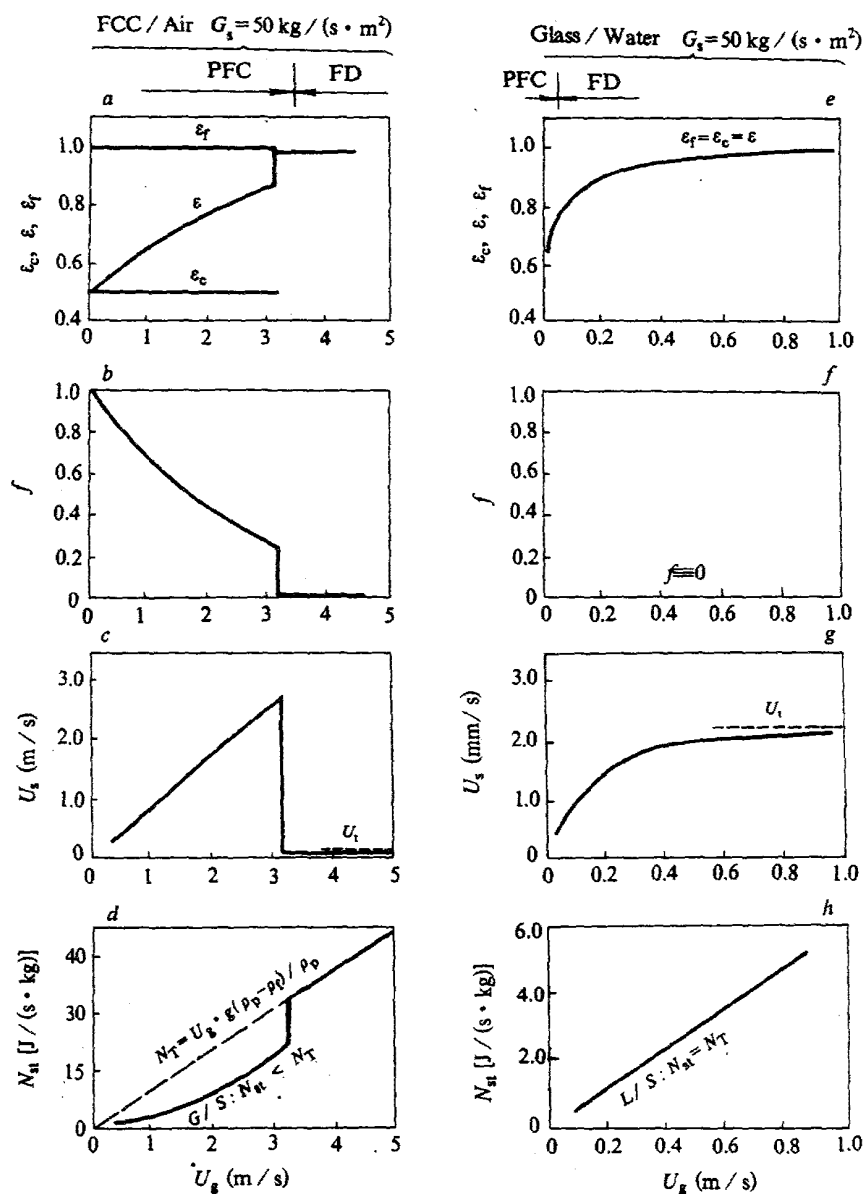 FCC / Air Gₛ = 50 kg / (s · m²)
PFC FD
a
ε_f
ε
ε_c
ε_c, ε, ε_f
1.0
0.8
0.6
0.4
0 1 2 3 4 5
b
f
1.0
0.8
0.6
0.4
0.2
0
0 1 2 3 4 5
c
U_s (m / s)
3.0
2.0
1.0
0
U_t
0 1 2 3 4 5
d
N_st [J / (s · kg)]
40
30
15
0
N_T = U_g · g(ρ_p − ρ_f) / ρ_p
G / S : N_st < N_T
0 1 2 3 4 5
U_g (m / s)
Glass / Water Gₛ = 50 kg / (s · m²)
PFC FD
e
ε_f = ε_c = ε
ε_c, ε, ε_f
1.0
0.8
0.6
0.4
0 0.2 0.4 0.6 0.8 1.0
f
f
1.0
0.8
0.6
0.4
0.2
0
f≡0
0 0.2 0.4 0.6 0.8 1.0
g
U_s (mm / s)
3.0
2.0
1.0
0
U_t
0 0.2 0.4 0.6 0.8 1.0
h
N_st [J / (s · kg)]
6.0
4.0
2.0
0
L / S : N_st = N_T
0 0.2 0.4 0.6 0.8 1.0
U_g (m / s)